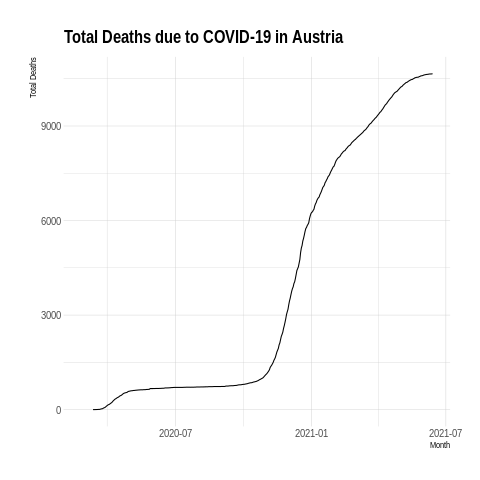 Total Deaths due to COVID-19 in Austria
Total Deaths
9000
6000
3000
0
2020-07
2021-01
2021-07
Month